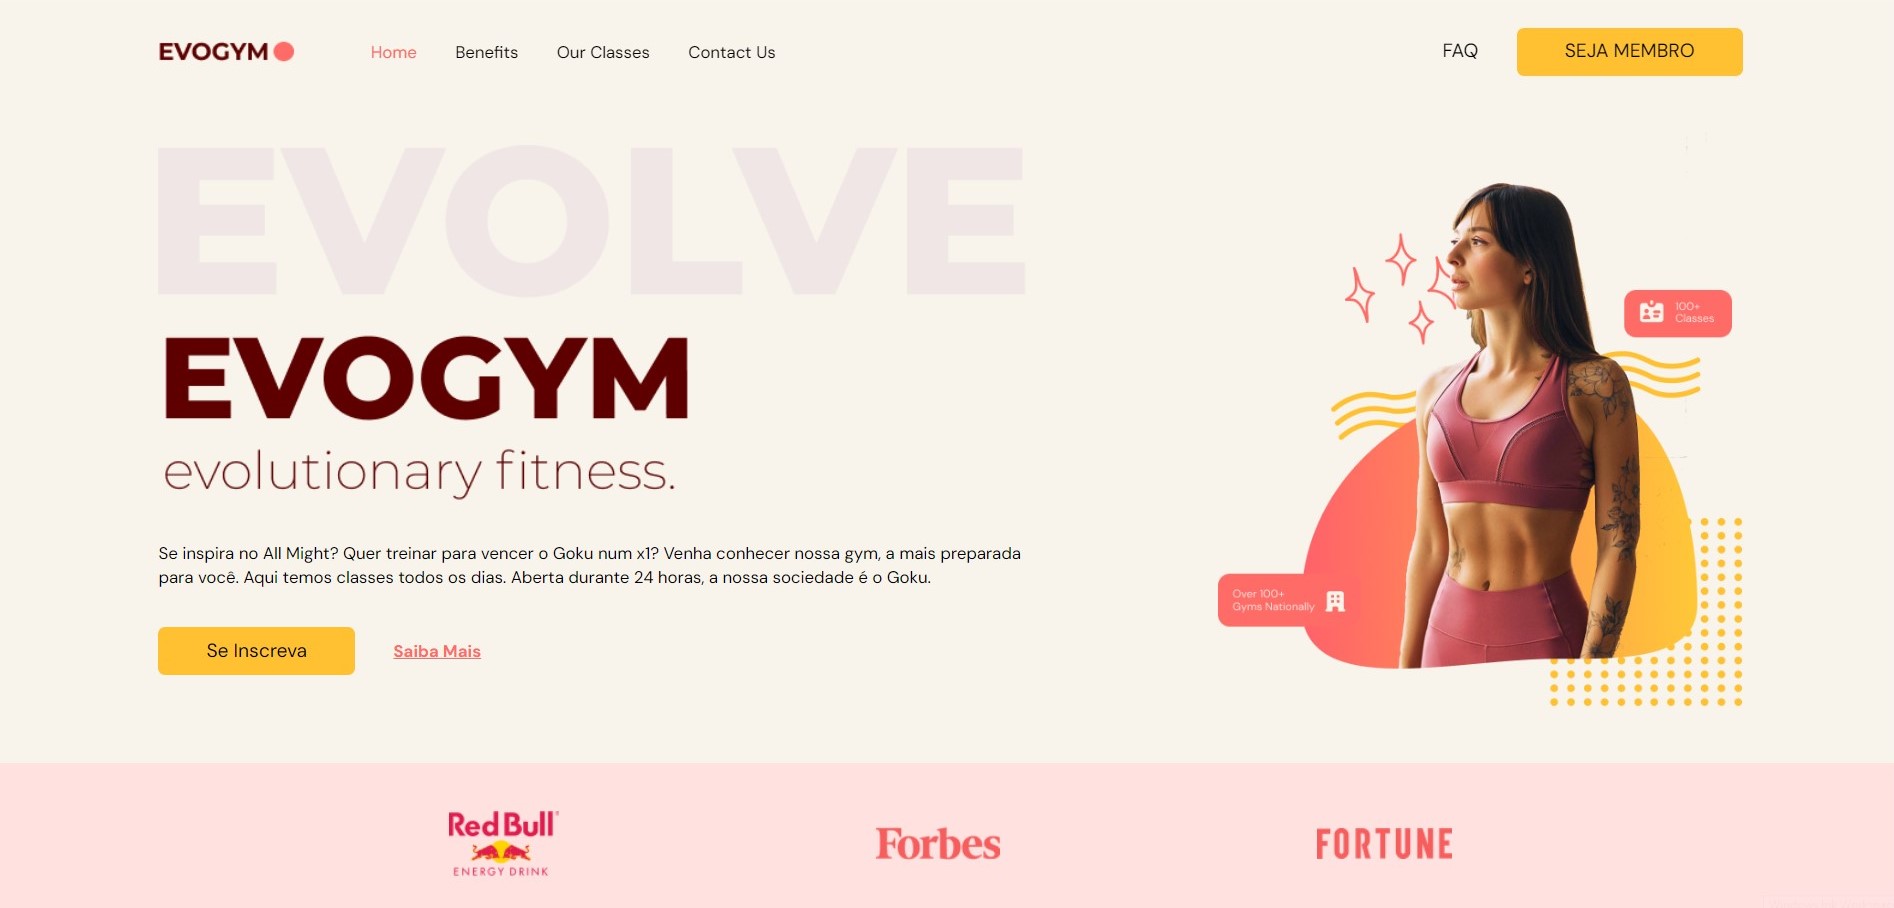 EVOGYM
Home Benefits Our Classes Contact Us
FAQ
SEJA MEMBRO
EVOLVE
EVOGYM
evolutionary fitness.
Se inspira no All Might? Quer treinar para vencer o Goku num x1? Venha conhecer nossa gym, a mais preparada
para você. Aqui temos classes todos os dias. Aberta durante 24 horas, a nossa sociedade é o Goku.
Se Inscreva
Saiba Mais
100+
Classes
Over 100+
Gyms Nationally
Red Bull
ENERGY DRINK
Forbes
FORTUNE